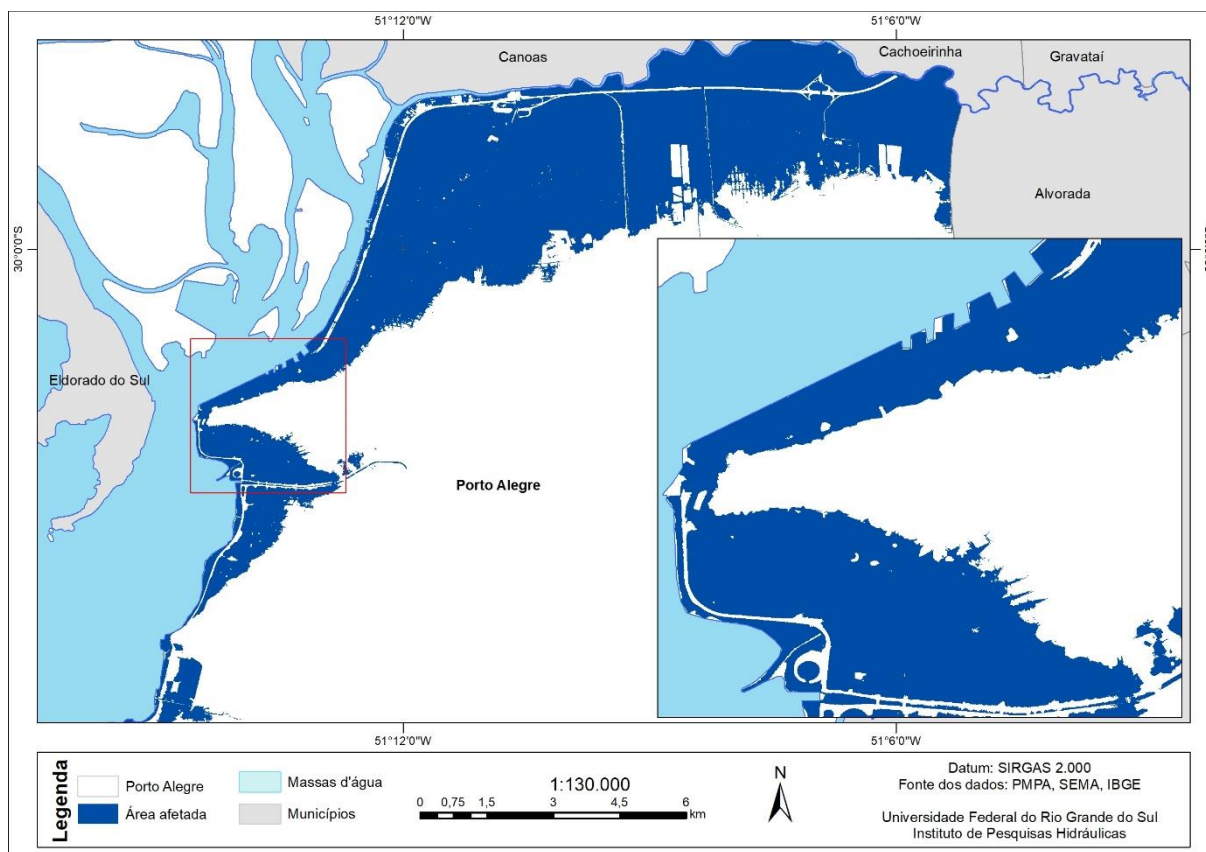 51°12'0"W
51°6'0"W
Canoas
Cachoeirinha
Gravataí
Alvorada
30°0'0"S
Eldorado do Sul
Porto Alegre
51°12'0"W
51°6'0"W
Legenda
Porto Alegre
Massas d'água
Área afetada
Municípios
1:130.000
0 0,75 1,5 3 4,5 6
km
N
Datum: SIRGAS 2.000
Fonte dos dados: PMPA, SEMA, IBGE
Universidade Federal do Rio Grande do Sul
Instituto de Pesquisas Hidráulicas